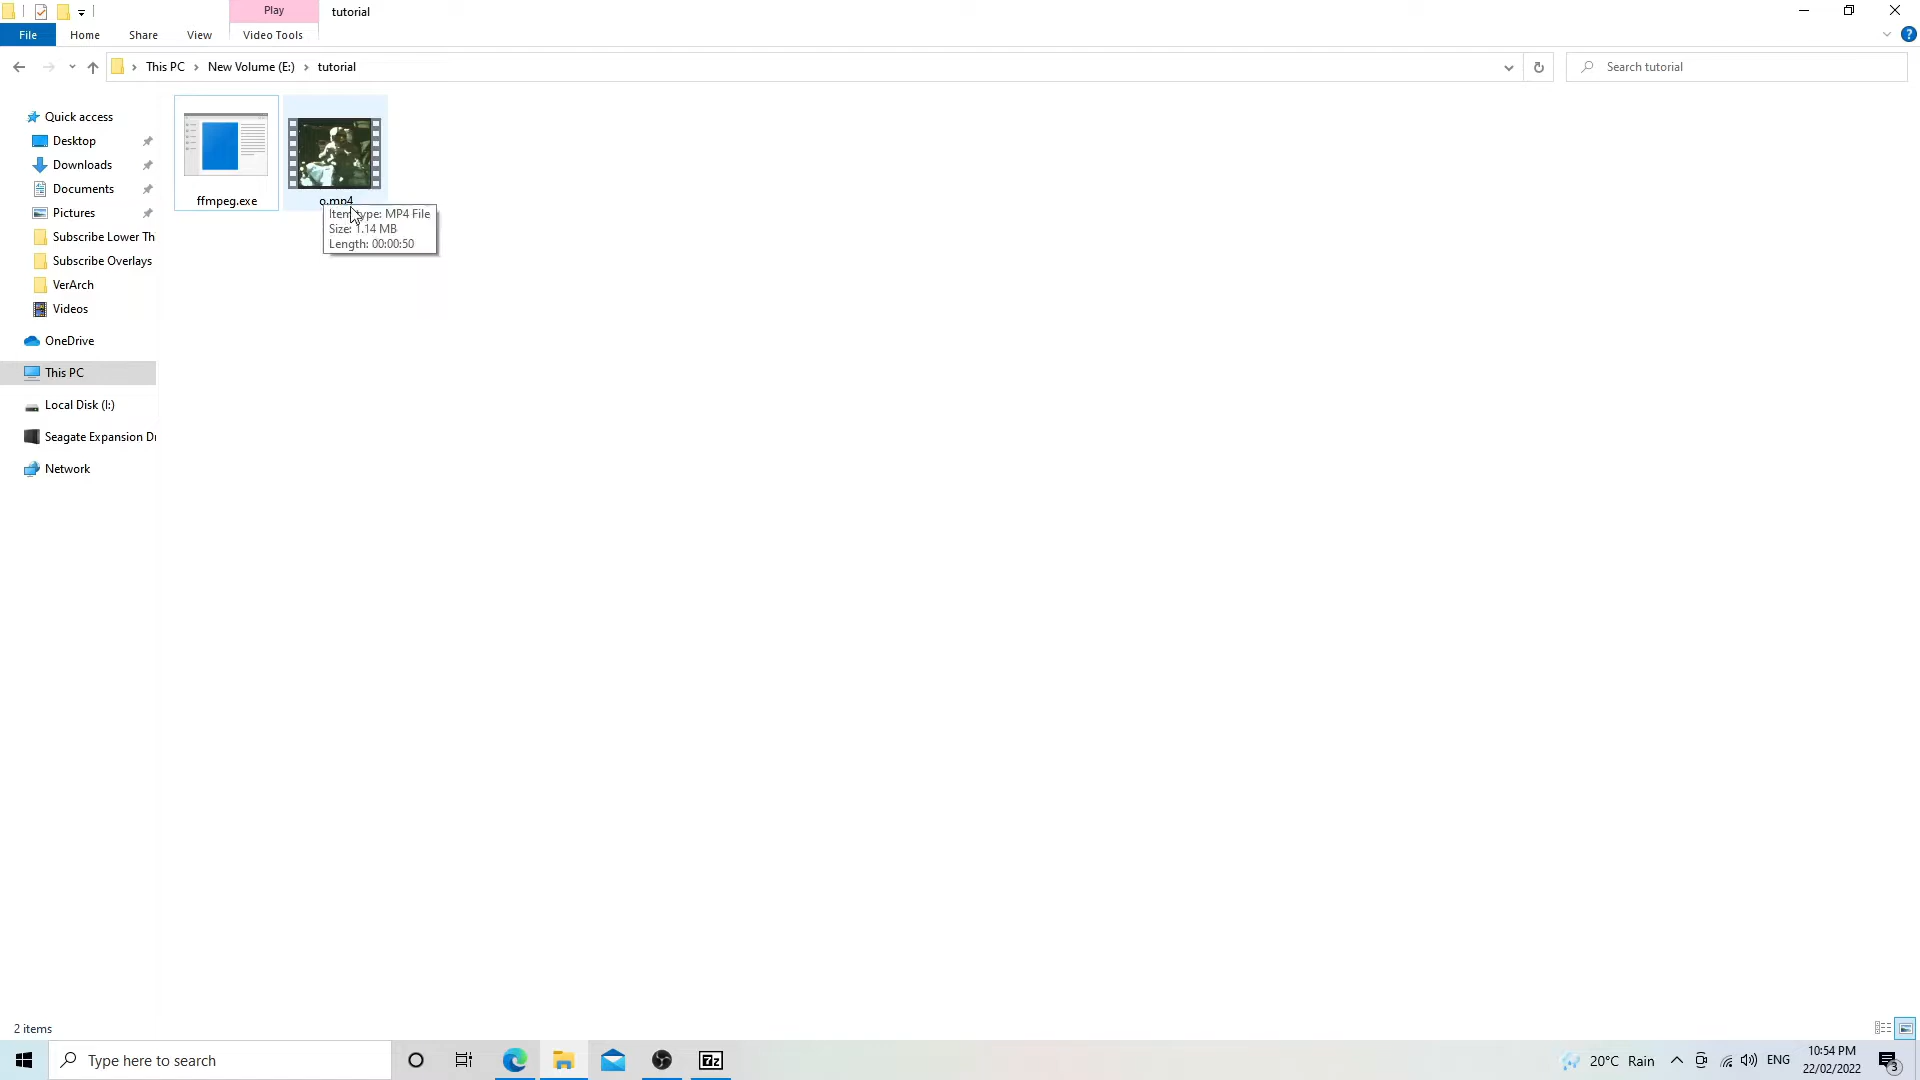 Play
tutorial
File
Home
Share
View
Video Tools
?
This PC
New Volume (E:)
tutorial
Search tutorial
Quick access
Desktop
Downloads
Documents
Pictures
Subscribe Lower Th
Subscribe Overlays
VerArch
Videos
OneDrive
This PC
Local Disk (I:)
Seagate Expansion Dr
Network
ffmpeg.exe
o.mp4
Item type: MP4 File
Size: 1.14 MB
Length: 00:00:50
2 items
Type here to search
7z
20°C Rain
ENG
10:54 PM
22/02/2022
3